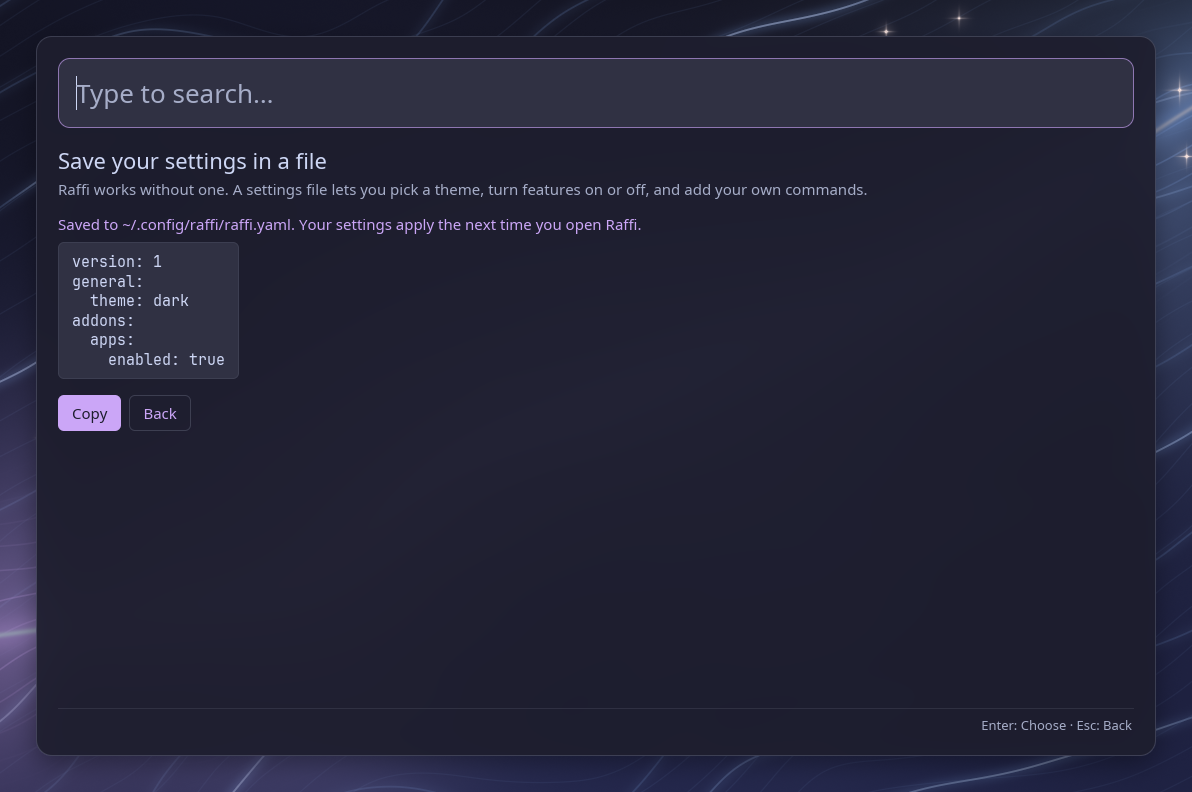 Type to search...
Save your settings in a file
Raffi works without one. A settings file lets you pick a theme, turn features on or off, and add your own commands.
Saved to ~/.config/raffi/raffi.yaml. Your settings apply the next time you open Raffi.
version: 1
general:
  theme: dark
addons:
  apps:
    enabled: true
Copy Back
Enter: Choose · Esc: Back